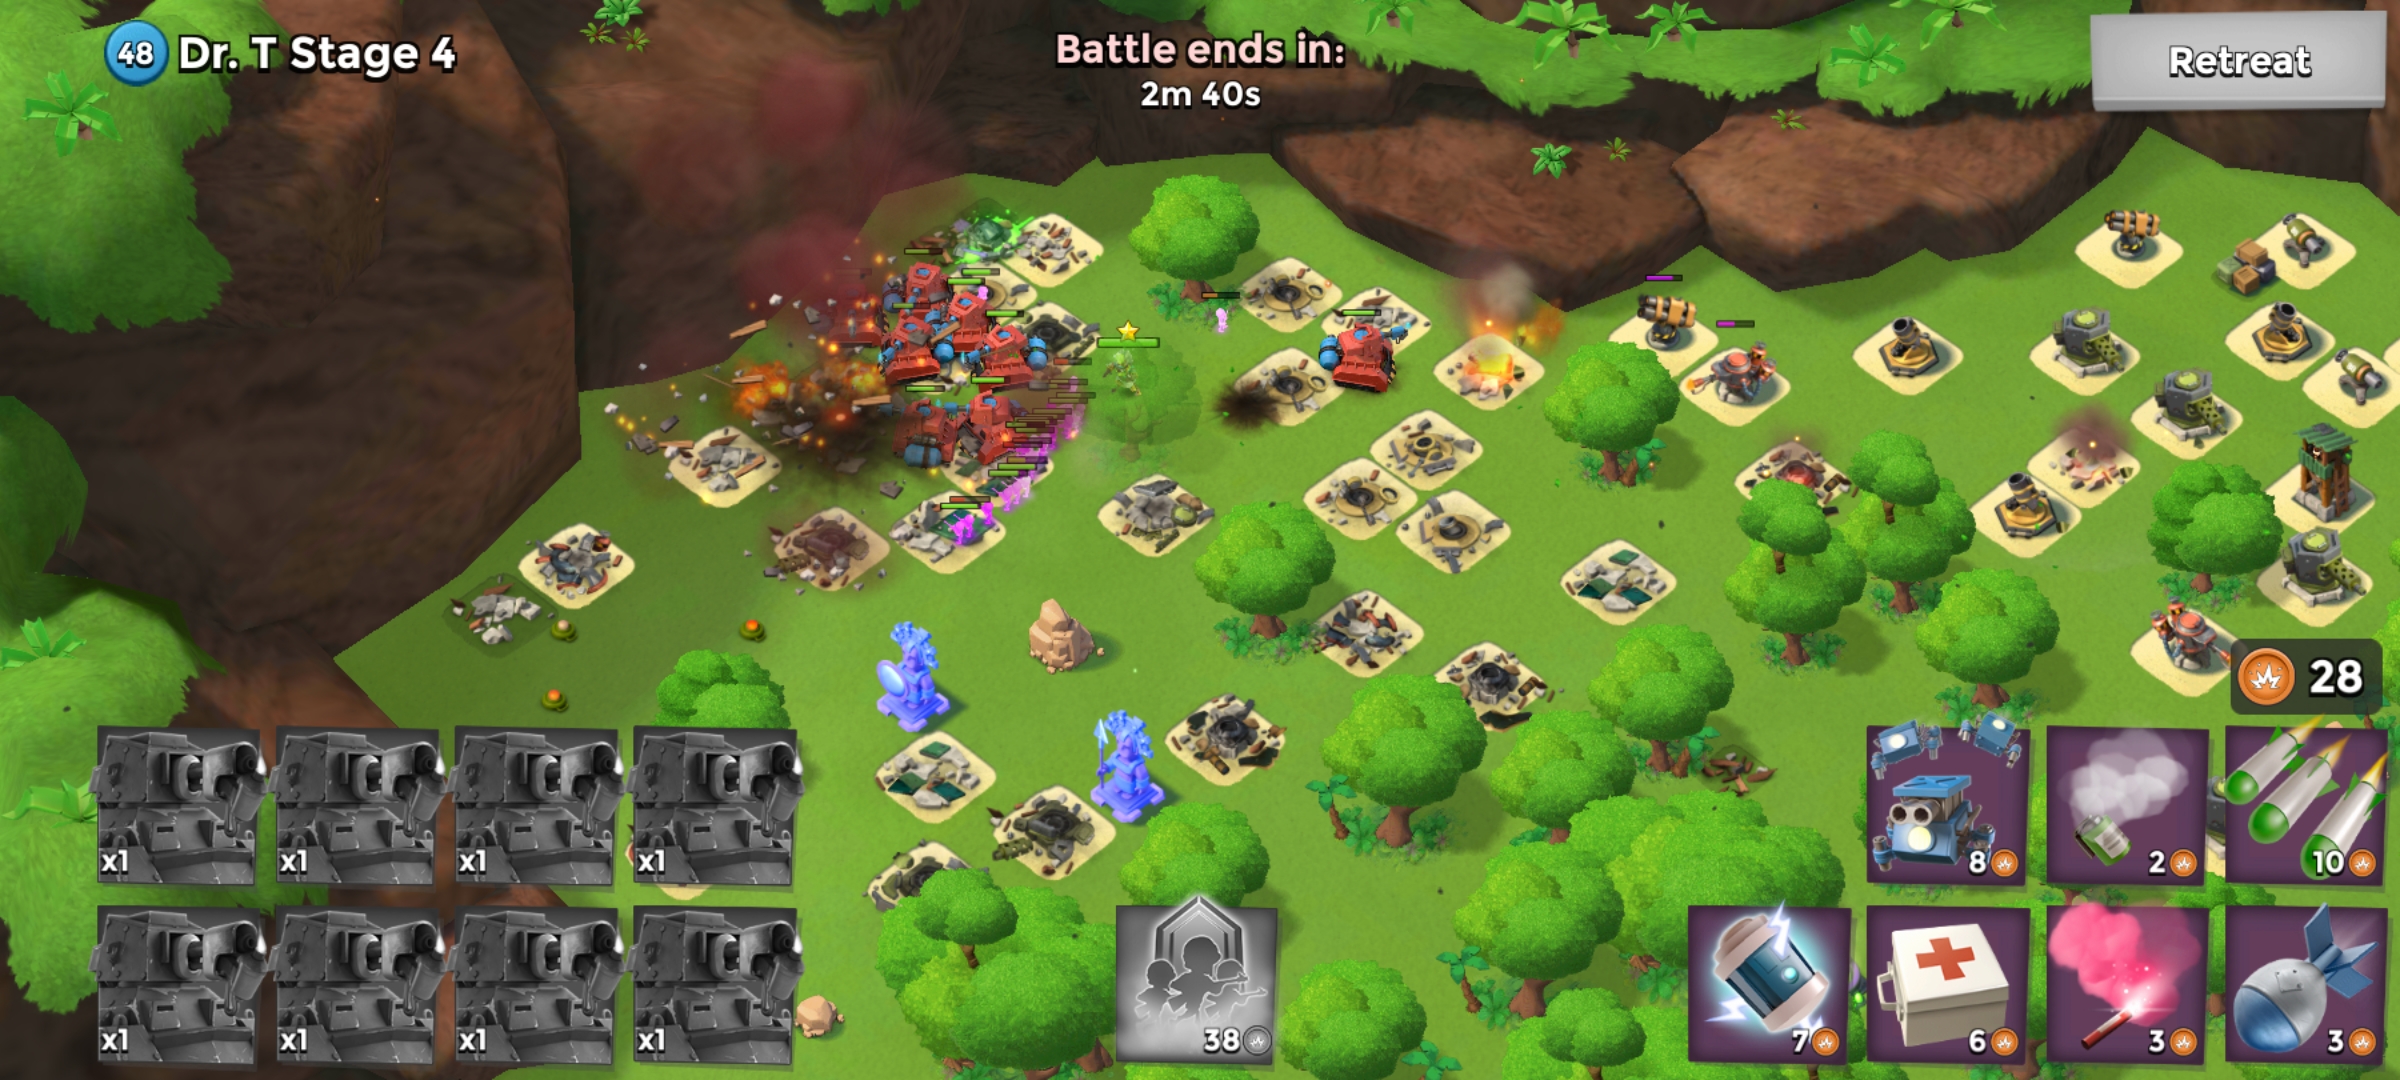 48 Dr. T Stage 4
Battle ends in:
2m 40s
Retreat
28
x1 x1 x1 x1
8 2 10
x1 x1 x1 x1
38
7 6 3 3